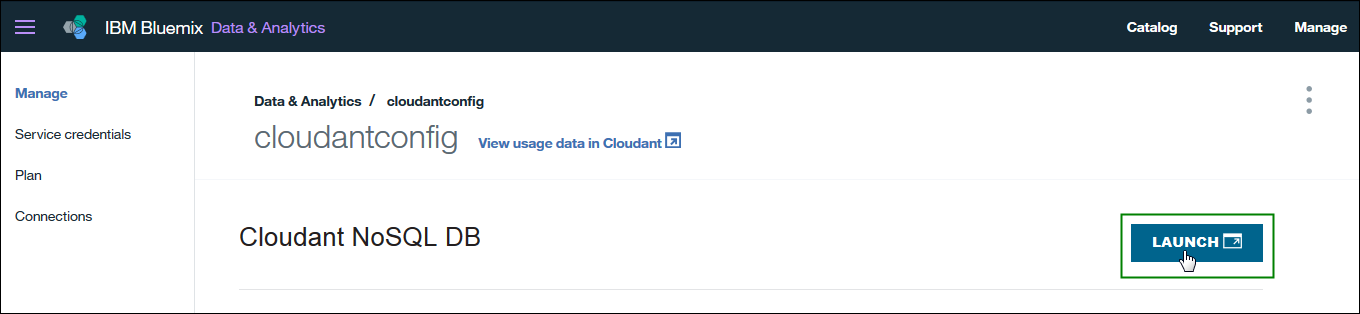 IBM Bluemix Data & Analytics Catalog Support Manage
Manage
Service credentials
Plan
Connections
Data & Analytics / cloudantconfig
cloudantconfig View usage data in Cloudant
Cloudant NoSQL DB
LAUNCH